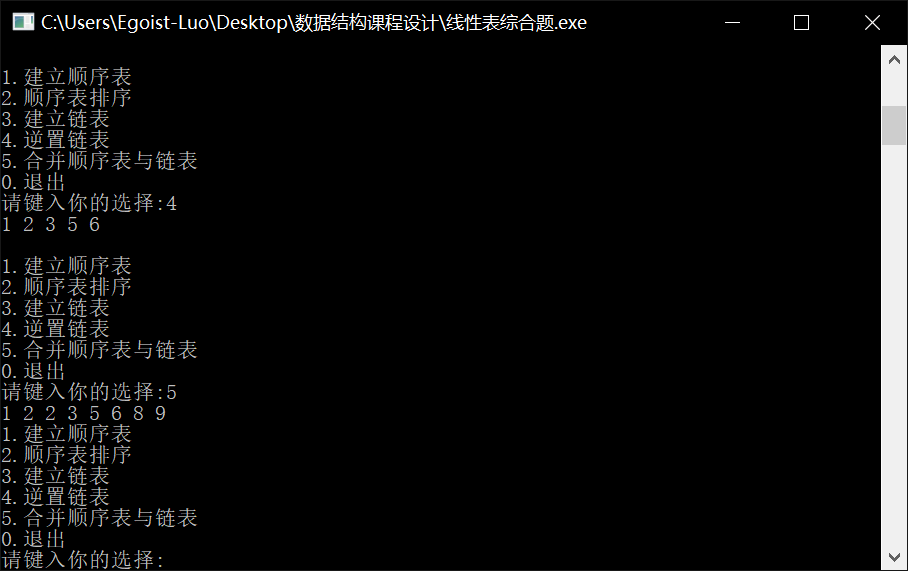 C:\Users\Egoist-Luo\Desktop\数据结构课程设计\线性表综合题.exe
1.建立顺序表
2.顺序表排序
3.建立链表
4.逆置链表
5.合并顺序表与链表
0.退出
请键入你的选择:4
1 2 3 5 6
1.建立顺序表
2.顺序表排序
3.建立链表
4.逆置链表
5.合并顺序表与链表
0.退出
请键入你的选择:5
1 2 2 3 5 6 8 9
1.建立顺序表
2.顺序表排序
3.建立链表
4.逆置链表
5.合并顺序表与链表
0.退出
请键入你的选择: